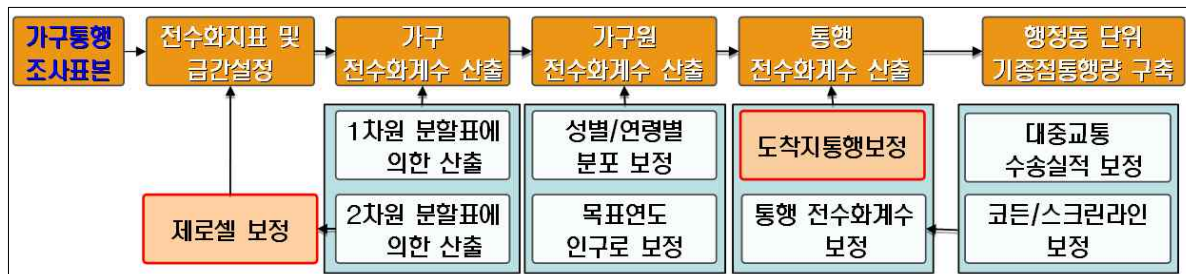 가구통행
조사표본
전수화지표 및
급간설정
가구
전수화계수 산출
가구원
전수화계수 산출
통행
전수화계수 산출
행정동 단위
기종점통행량 구축
1차원 분할표에
의한 산출
성별/연령별
분포 보정
도착지통행보정
대중교통
수송실적 보정
제로셀 보정
2차원 분할표에
의한 산출
목표연도
인구로 보정
통행 전수화계수
보정
코든/스크린라인
보정